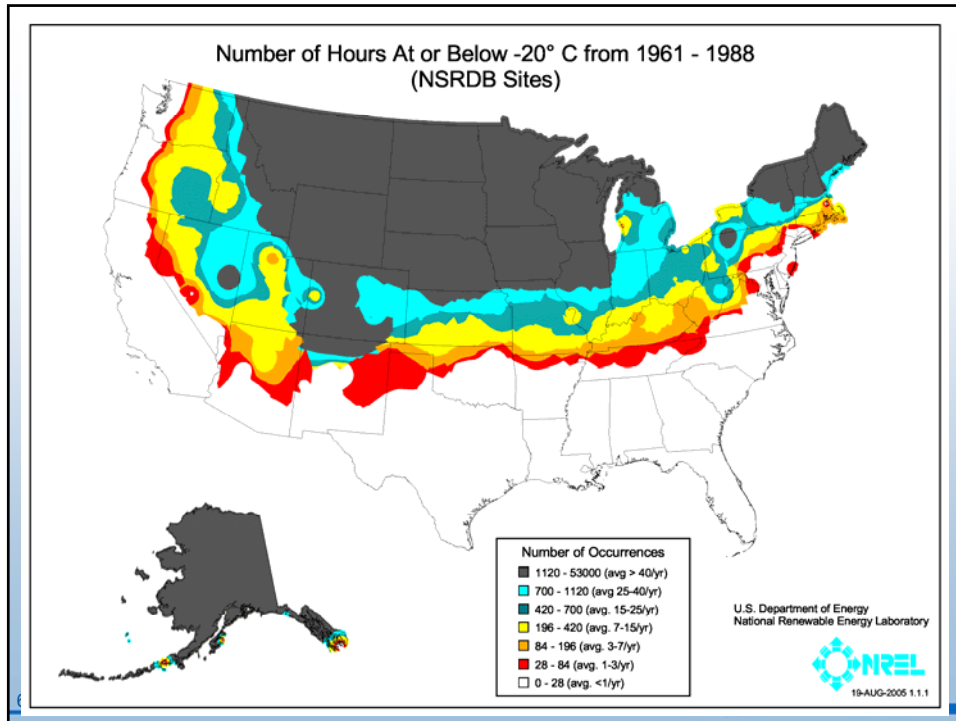 Number of Hours At or Below -20° C from 1961 - 1988
(NSRDB Sites)
Number of Occurrences
1120 - 53000 (avg > 40/yr)
700 - 1120 (avg 25-40/yr)
420 - 700 (avg. 15-25/yr)
196 - 420 (avg. 7-15/yr)
84 - 196 (avg. 3-7/yr)
28 - 84 (avg. 1-3/yr)
0 - 28 (avg. <1/yr)
U.S. Department of Energy
National Renewable Energy Laboratory
NREL
19-AUG-2005 1.1.1